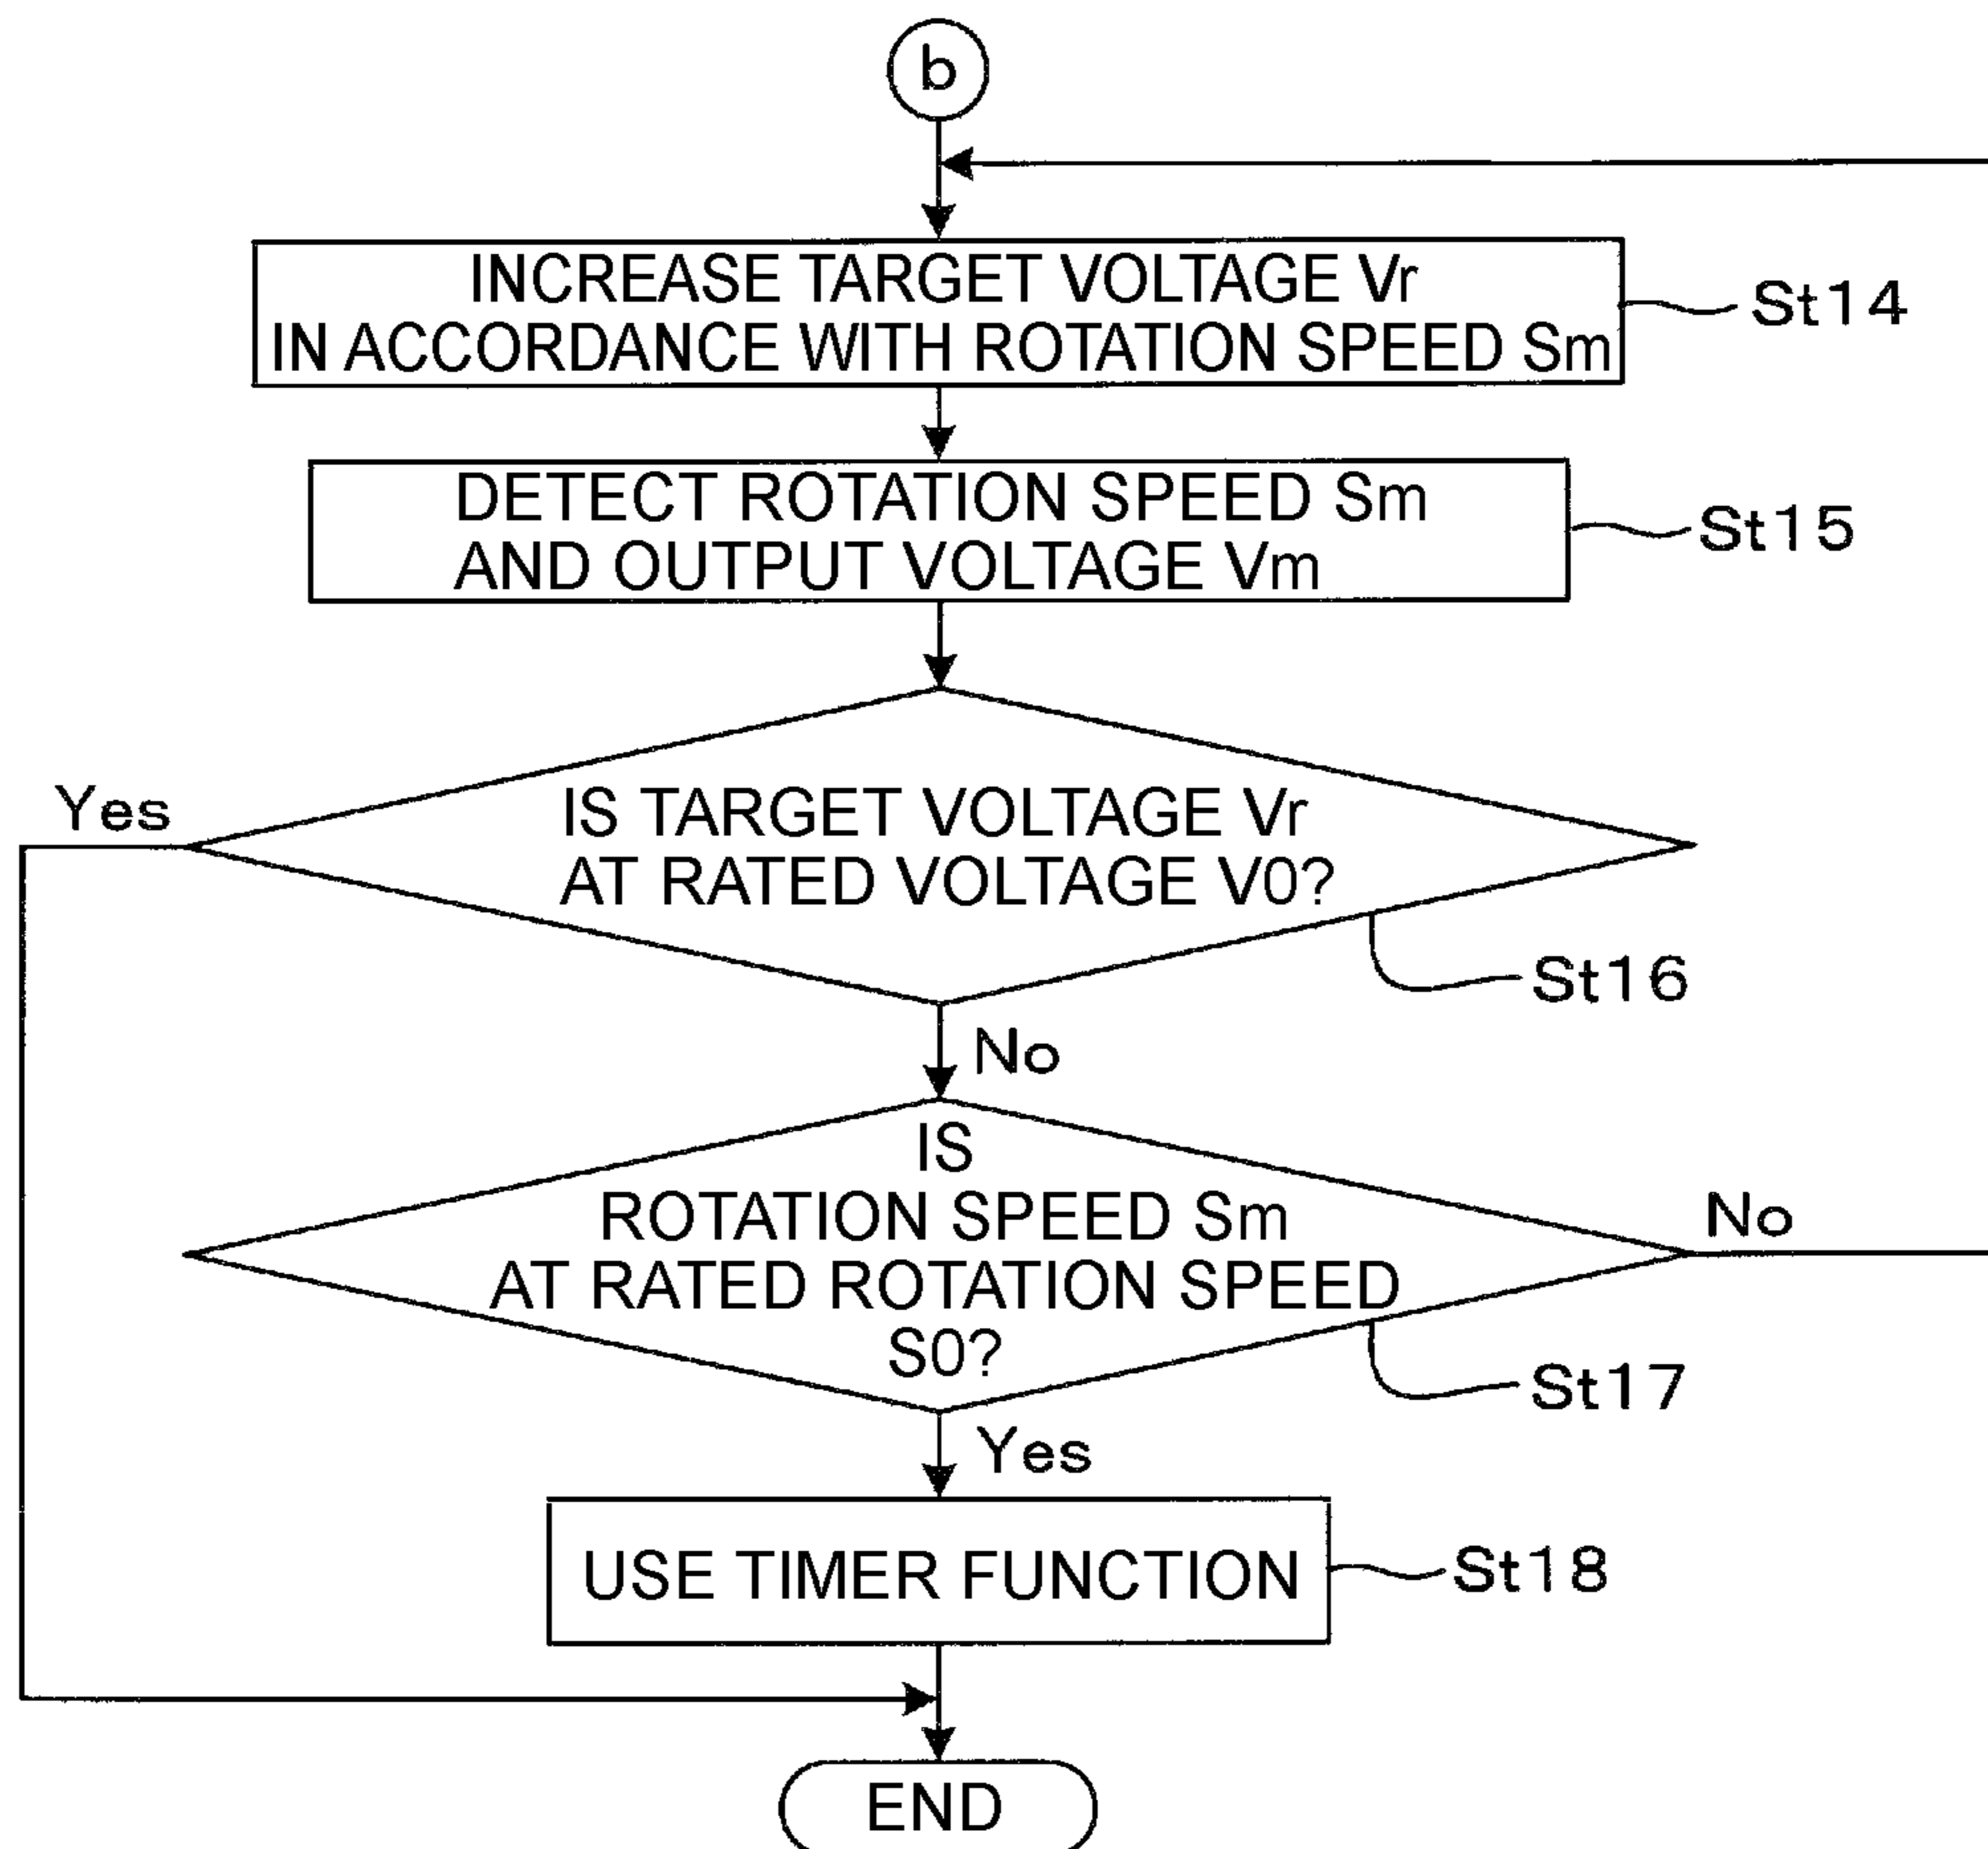 b
INCREASE TARGET VOLTAGE Vr
IN ACCORDANCE WITH ROTATION SPEED Sm
St14
DETECT ROTATION SPEED Sm
AND OUTPUT VOLTAGE Vm
St15
Yes
IS TARGET VOLTAGE Vr
AT RATED VOLTAGE V0?
St16
No
IS
ROTATION SPEED Sm
AT RATED ROTATION SPEED
S0?
No
St17
Yes
USE TIMER FUNCTION
St18
END